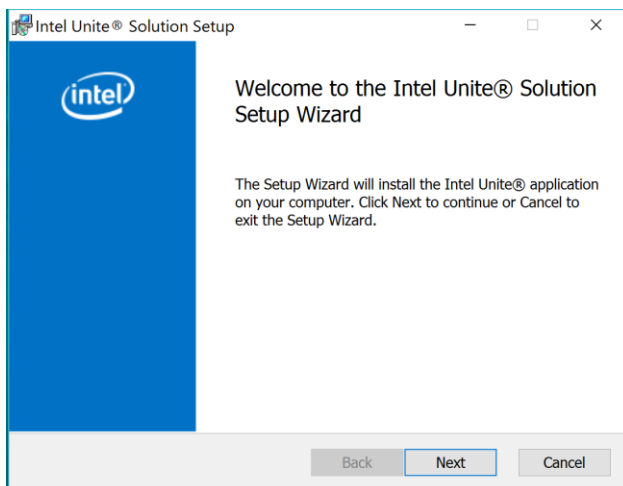 Intel Unite® Solution Setup
intel
Welcome to the Intel Unite® Solution
Setup Wizard
The Setup Wizard will install the Intel Unite® application
on your computer. Click Next to continue or Cancel to
exit the Setup Wizard.
Back Next Cancel